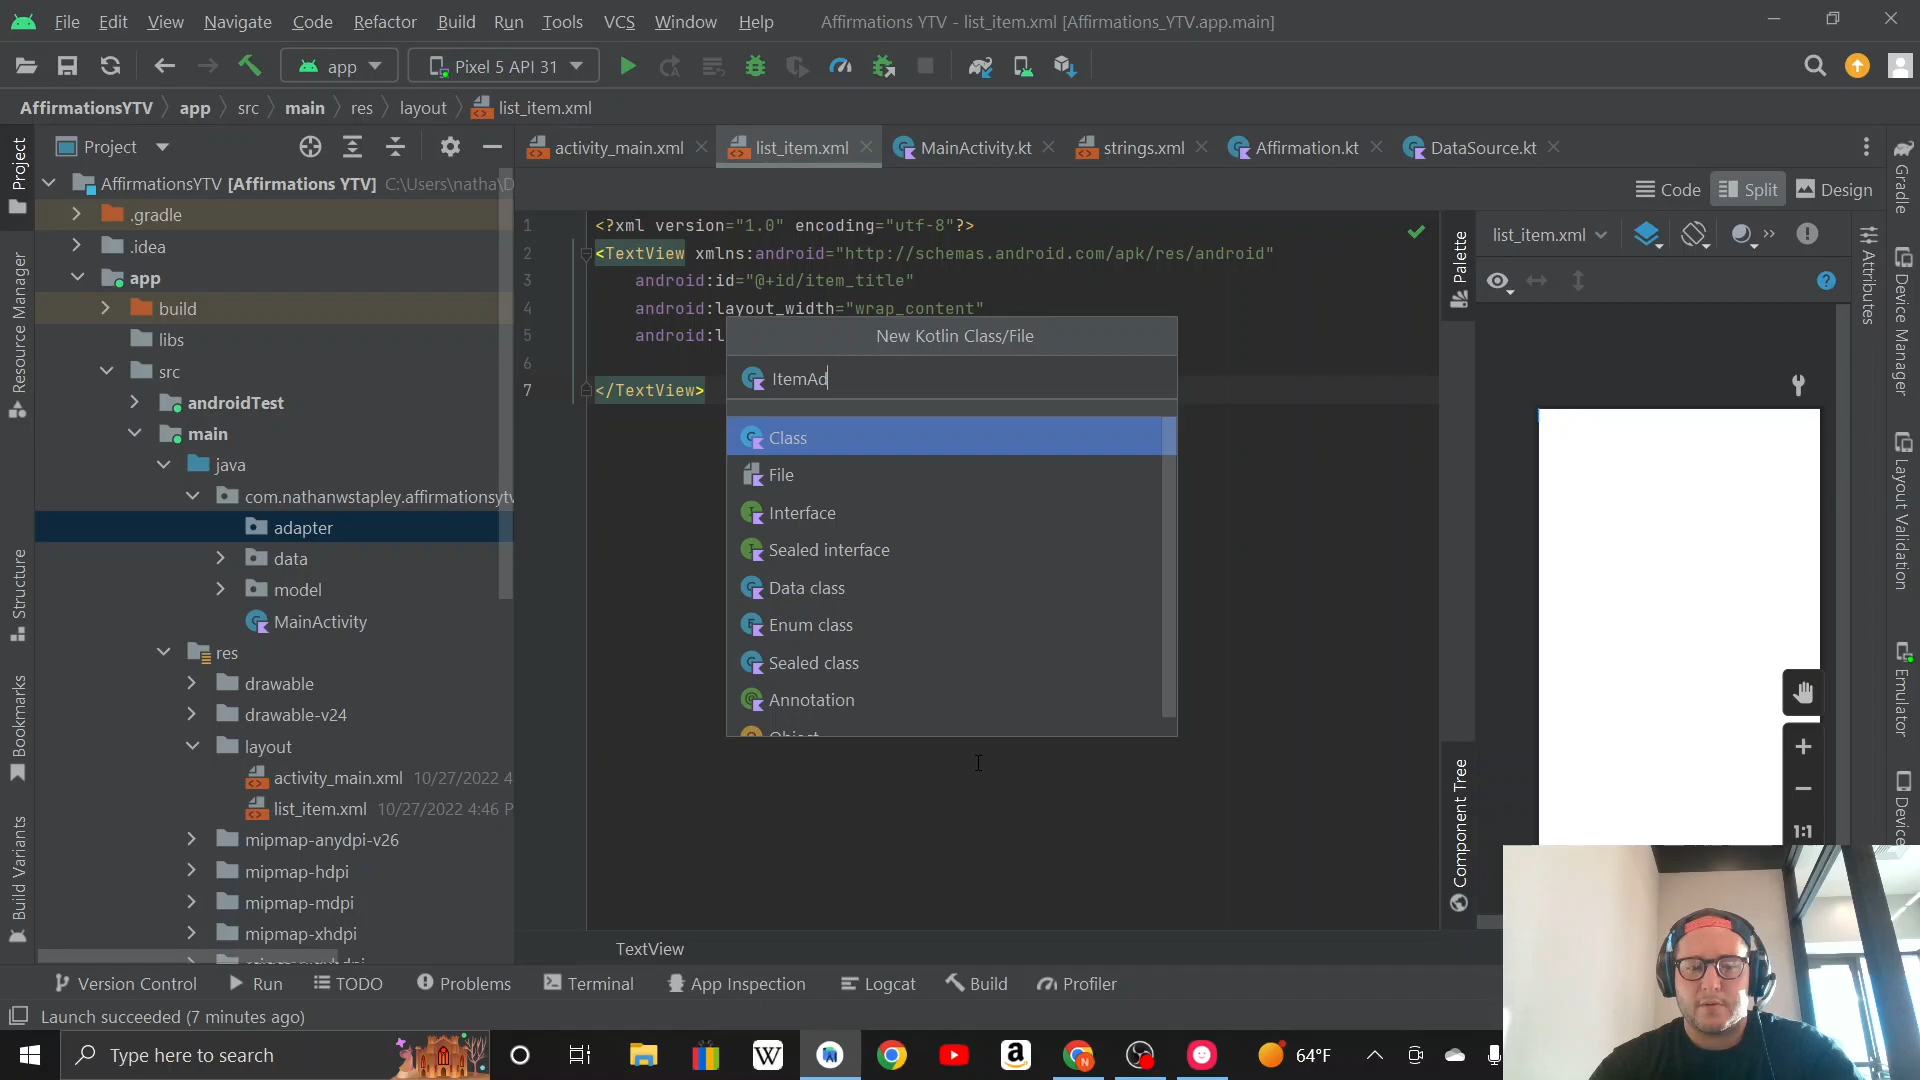 File Edit View Navigate Code Refactor Build Run Tools VCS Window Help Affirmations YTV - list_item.xml [Affirmations_YTV.app.main]
app Pixel 5 API 31
AffirmationsYTV app src main res layout list_item.xml
Project
activity_main.xml list_item.xml MainActivity.kt strings.xml Affirmation.kt DataSource.kt
Code Split Design
AffirmationsYTV [Affirmations YTV] C:\Users\natha\D
.gradle
.idea
app
build
libs
src
androidTest
main
java
com.nathanwstapley.affirmationsytv
adapter
data
model
MainActivity
res
drawable
drawable-v24
layout
activity_main.xml 10/27/2022 4
list_item.xml 10/27/2022 4:46 P
mipmap-anydpi-v26
mipmap-hdpi
mipmap-mdpi
mipmap-xhdpi
1 <?xml version="1.0" encoding="utf-8"?>
2 <TextView xmlns:android="http://schemas.android.com/apk/res/android"
3 android:id="@+id/item_title"
4 android:layout_width="wrap_content"
5 android:l
6
7 </TextView>
New Kotlin Class/File
ItemAd
Class
File
Interface
Sealed interface
Data class
Enum class
Sealed class
Annotation
Object
TextView
list_item.xml
1:1
Project
Resource Manager
Structure
Bookmarks
Build Variants
Palette
Component Tree
Attributes
Gradle
Device Manager
Layout Validation
Emulator
Device
Version Control Run TODO Problems Terminal App Inspection Logcat Build Profiler
Launch succeeded (7 minutes ago)
Type here to search
64°F